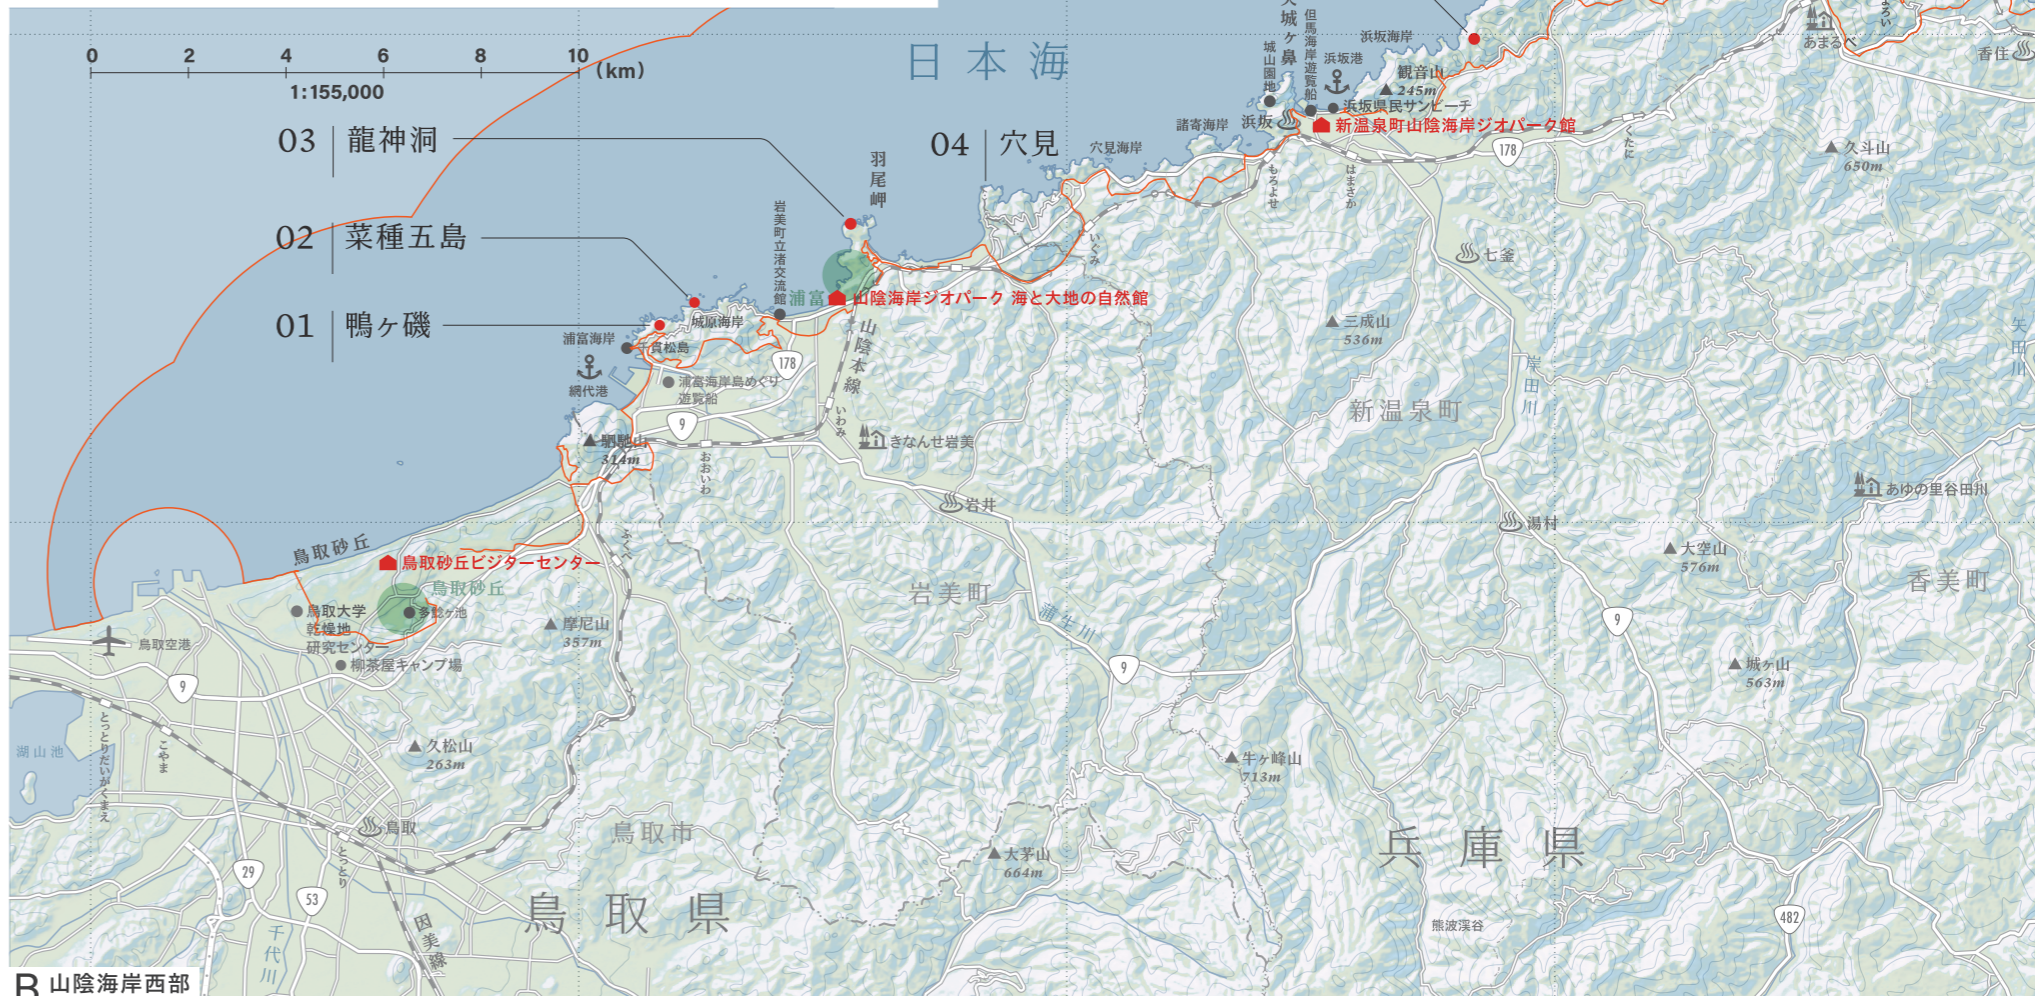 0 2 4 6 8 10 (km)
1:155,000
日本海
03 龍神洞
02 菜種五島
01 鴨ヶ磯
04 穴見
羽尾岬
岩美町立渚交流館
浦富
山陰海岸ジオパーク 海と大地の自然館
城原海岸
浦富海岸
千貫松島
網代港
浦富海岸島めぐり
遊覧船
178
9
山陰本線
いわみ
きなんせ岩美
駟馳山
314m
おおいわ
岩井
ふくべ
穴見海岸
諸寄海岸
いぐみ
もろよせ
はまさか
くたに
城ヶ鼻
城山園地
但馬海岸遊覧船
浜坂港
浜坂海岸
浜坂
観音山
245m
浜坂県民サンビーチ
新温泉町山陰海岸ジオパーク館
178
あまるべ
よろい
香住
久斗山
650m
七釜
三成山
536m
岸田川
矢田川
新温泉町
あゆの里谷田川
湯村
大空山
576m
香美町
9
城ヶ山
563m
鳥取砂丘
鳥取砂丘ビジターセンター
鳥取砂丘
多鯰ヶ池
鳥取大学
乾燥地
研究センター
柳茶屋キャンプ場
鳥取空港
摩尼山
357m
岩美町
蒲生川
9
9
湖山池
とっとりだいがくまえ
こやま
久松山
263m
牛ヶ峰山
713m
鳥取
とっとり
鳥取市
大茅山
664m
兵庫県
鳥取県
29
53
因美線
千代川
熊波渓谷
482
B 山陰海岸西部